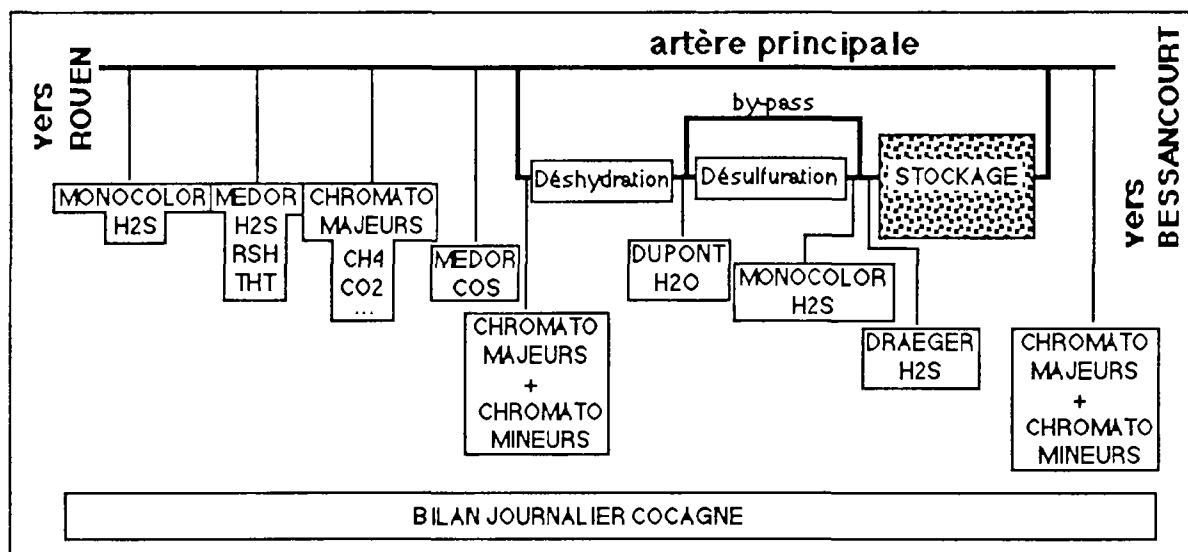 artère principale
vers
ROUEN
by-pass
vers
BESSANCOURT
Déshydration
Désulfuration
STOCKAGE
MONOCOLOR
H2S
MEDOR
H2S
RSH
THT
CHROMATO
MAJEURS
CH4
CO2
...
MEDOR
COS
CHROMATO
MAJEURS
+
CHROMATO
MINEURS
DUPONT
H2O
MONOCOLOR
H2S
DRAEGER
H2S
CHROMATO
MAJEURS
+
CHROMATO
MINEURS
BILAN JOURNALIER COCAGNE